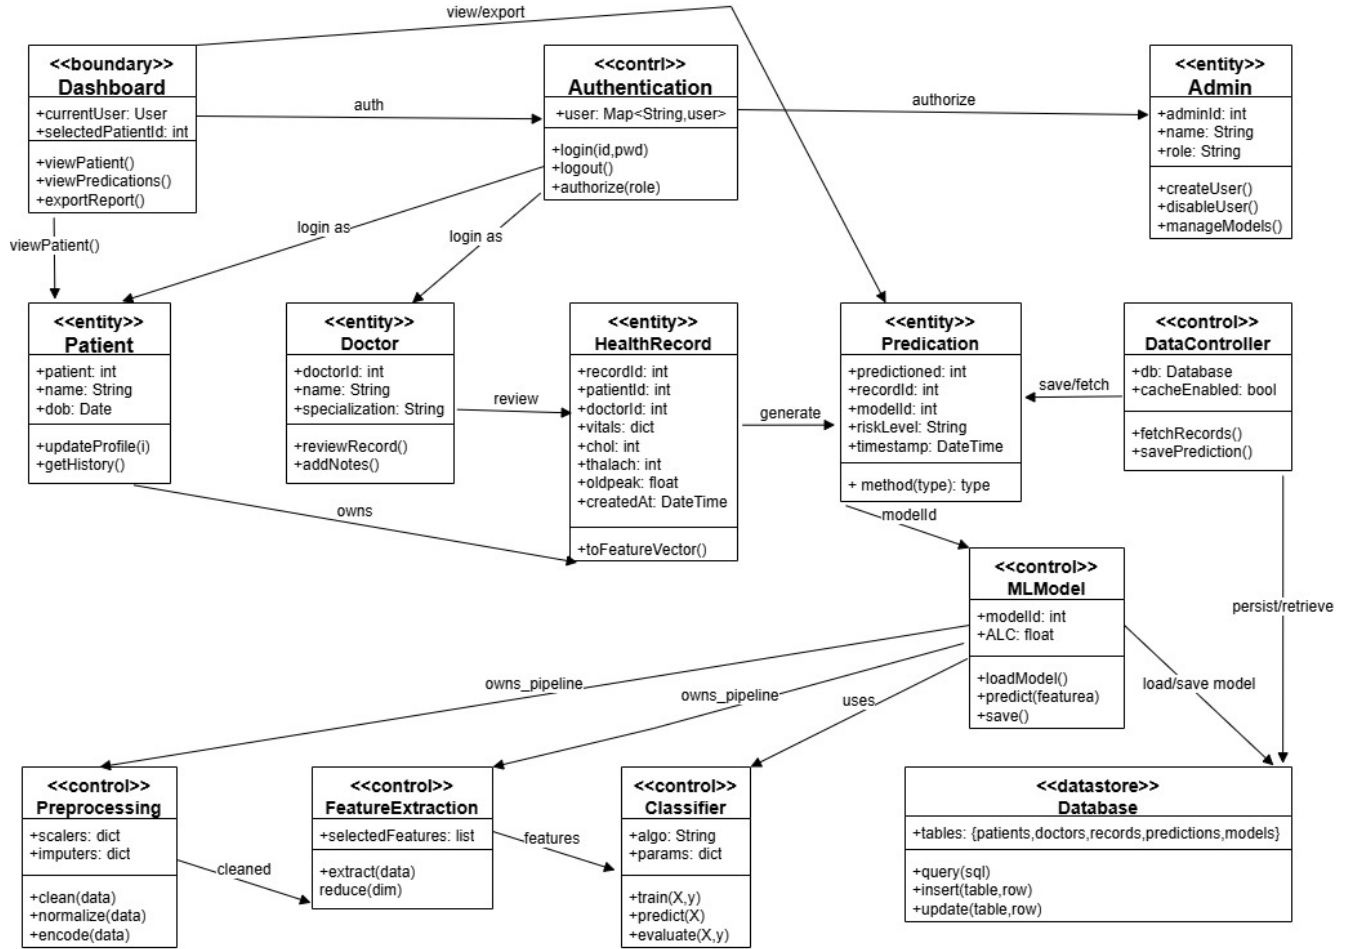 view/export
<<boundary>>
Dashboard
+currentUser: User
+selectedPatientId: int
+viewPatient()
+viewPredications()
+exportReport()
auth
<<contrl>>
Authentication
+user: Map<String,user>
+login(id,pwd)
+logout()
+authorize(role)
authorize
<<entity>>
Admin
+adminId: int
+name: String
+role: String
+createUser()
+disableUser()
+manageModels()
viewPatient()
login as
login as
<<entity>>
Patient
+patient: int
+name: String
+dob: Date
+updateProfile(i)
+getHistory()
<<entity>>
Doctor
+doctorId: int
+name: String
+specialization: String
+reviewRecord()
+addNotes()
review
<<entity>>
HealthRecord
+recordId: int
+patientId: int
+doctorId: int
+vitals: dict
+chol: int
+thalach: int
+oldpeak: float
+createdAt: DateTime
+toFeatureVector()
generate
<<entity>>
Predication
+predictioned: int
+recordId: int
+modelId: int
+riskLevel: String
+timestamp: DateTime
+ method(type): type
save/fetch
<<control>>
DataController
+db: Database
+cacheEnabled: bool
+fetchRecords()
+savePrediction()
owns
modelId
<<control>>
MLModel
+modelId: int
+ALC: float
+loadModel()
+predict(featurea)
+save()
persist/retrieve
owns_pipeline
owns_pipeline
uses
load/save model
<<control>>
Preprocessing
+scalers: dict
+imputers: dict
+clean(data)
+normalize(data)
+encode(data)
cleaned
<<control>>
FeatureExtraction
+selectedFeatures: list
+extract(data)
reduce(dim)
features
<<control>>
Classifier
+algo: String
+params: dict
+train(X,y)
+predict(X)
+evaluate(X,y)
<<datastore>>
Database
+tables: {patients,doctors,records,predictions,models}
+query(sql)
+insert(table,row)
+update(table,row)